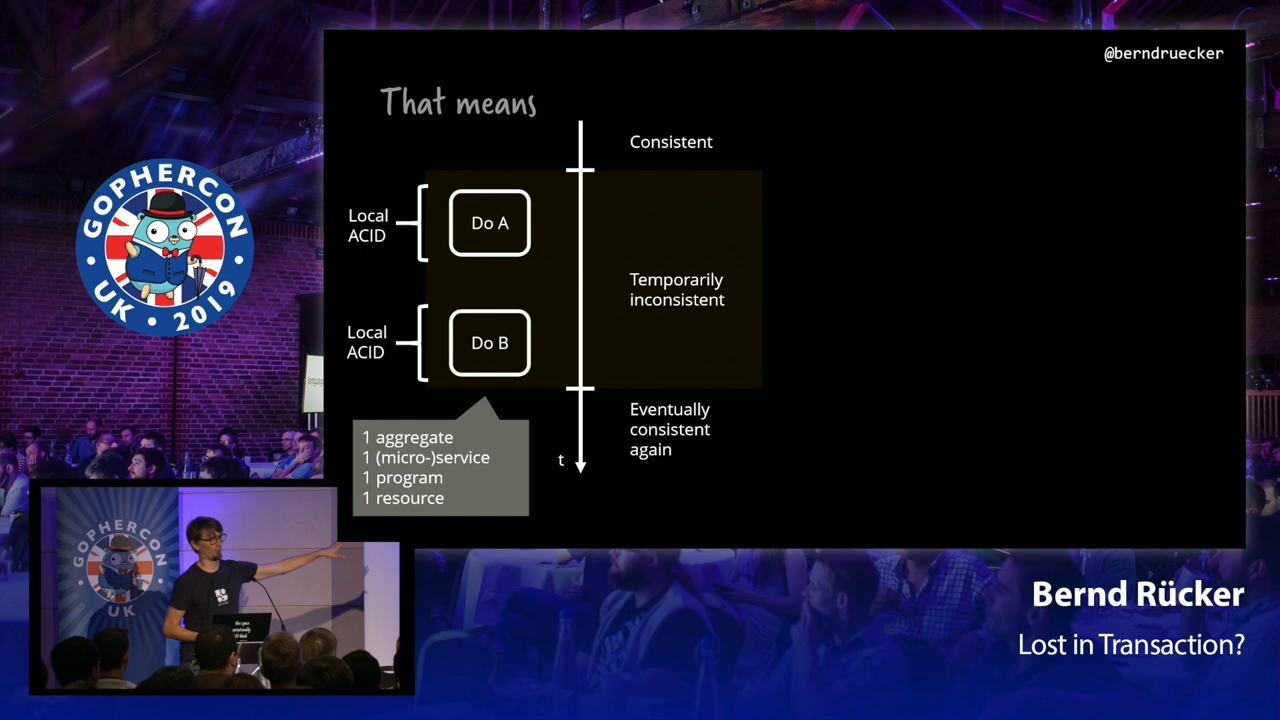 @berndruecker
That means
Consistent
Local
ACID
Do A
Temporarily
inconsistent
Local
ACID
Do B
Eventually
consistent
again
1 aggregate
1 (micro-)service
1 program
1 resource
t
GOPHERCON
UK • 2019
GOPHERCON
UK
Bernd Rücker
Lost in Transaction?